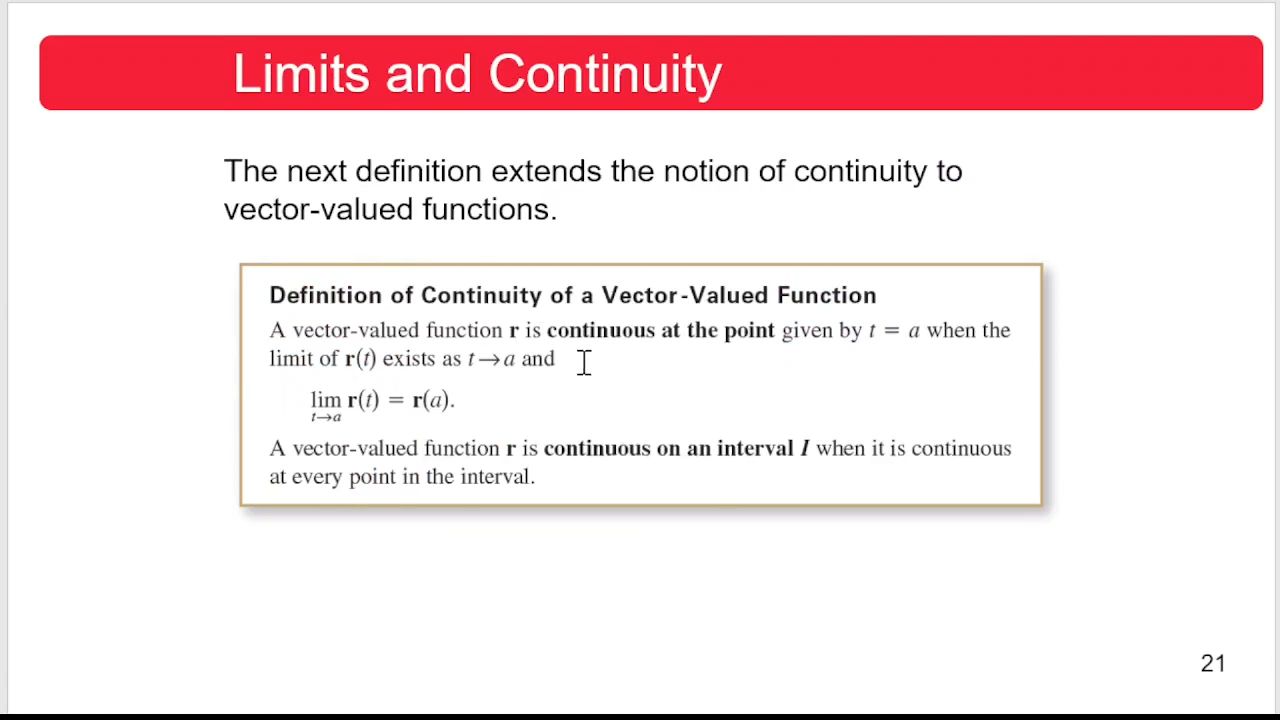 Limits and Continuity
The next definition extends the notion of continuity to
vector-valued functions.
Definition of Continuity of a Vector-Valued Function
A vector-valued function r is continuous at the point given by t = a when the
limit of r(t) exists as t→a and
lim r(t) = r(a).
t→a
A vector-valued function r is continuous on an interval I when it is continuous
at every point in the interval.
21